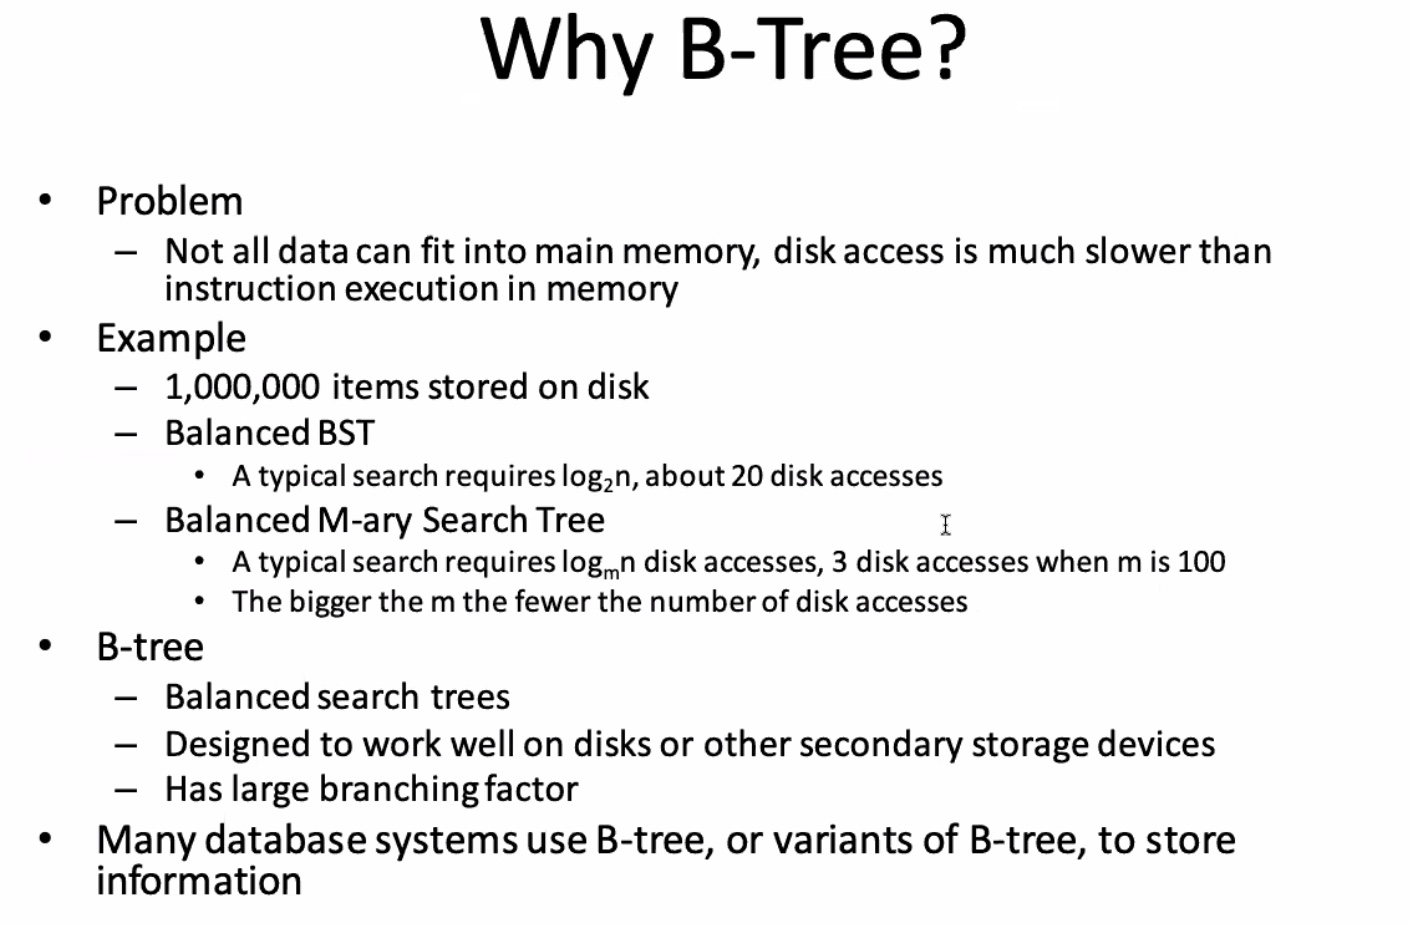 Why B-Tree?
• Problem
– Not all data can fit into main memory, disk access is much slower than
instruction execution in memory
• Example
– 1,000,000 items stored on disk
– Balanced BST
• A typical search requires log₂n, about 20 disk accesses
– Balanced M-ary Search Tree
• A typical search requires logₘn disk accesses, 3 disk accesses when m is 100
• The bigger the m the fewer the number of disk accesses
• B-tree
– Balanced search trees
– Designed to work well on disks or other secondary storage devices
– Has large branching factor
• Many database systems use B-tree, or variants of B-tree, to store
information